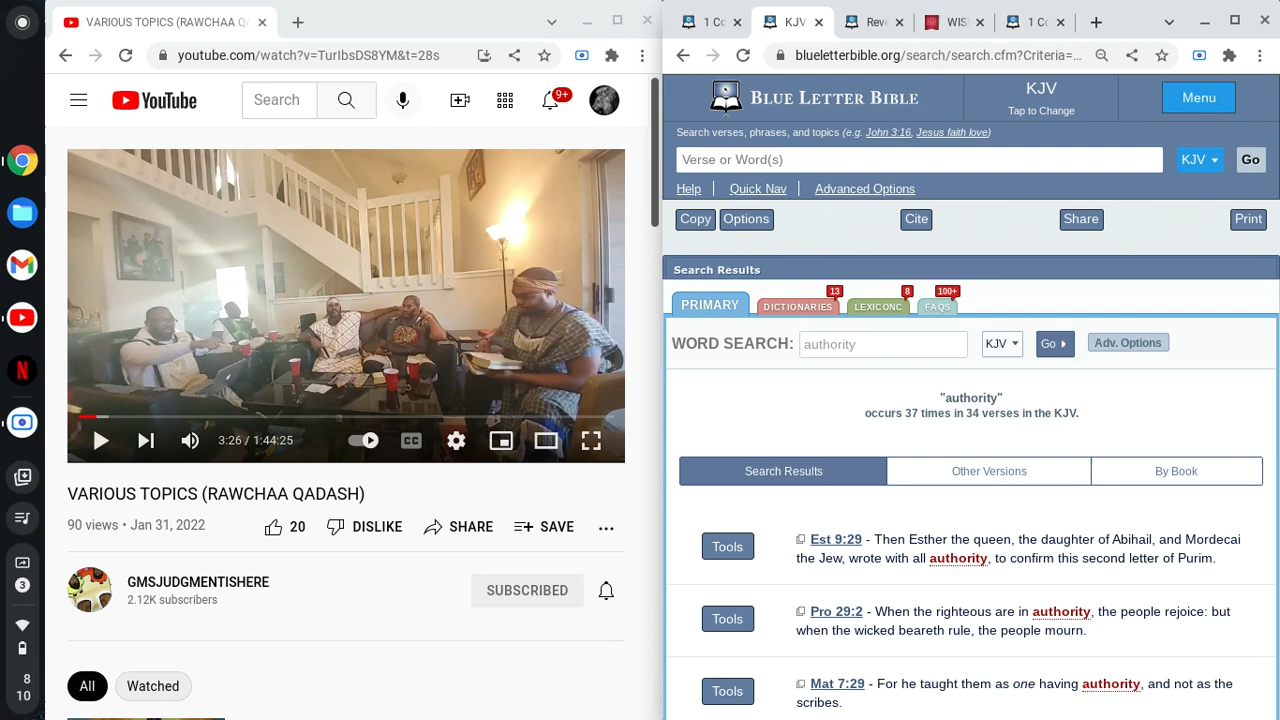 VARIOUS TOPICS (RAWCHAA Q
youtube.com/watch?v=TurIbsDS8YM&t=28s
YouTube
Search
9+
3:26 / 1:44:25
CC
VARIOUS TOPICS (RAWCHAA QADASH)
90 views • Jan 31, 2022
20
DISLIKE
SHARE
SAVE
GMSJUDGMENTISHERE
2.12K subscribers
SUBSCRIBED
All
Watched
3
8
10
1 Co
KJV
Reve
WIS
1 Co
blueletterbible.org/search/search.cfm?Criteria=...
BLUE LETTER BIBLE
KJV
Tap to Change
Menu
Search verses, phrases, and topics (e.g. John 3:16, Jesus faith love)
Verse or Word(s)
KJV
Go
Help
Quick Nav
Advanced Options
Copy
Options
Cite
Share
Print
Search Results
PRIMARY
DICTIONARIES
13
LEXICONC
8
FAQS
100+
WORD SEARCH:
authority
KJV
Go
Adv. Options
"authority"
occurs 37 times in 34 verses in the KJV.
Search Results
Other Versions
By Book
Tools
Est 9:29 - Then Esther the queen, the daughter of Abihail, and Mordecai
the Jew, wrote with all authority, to confirm this second letter of Purim.
Tools
Pro 29:2 - When the righteous are in authority, the people rejoice: but
when the wicked beareth rule, the people mourn.
Tools
Mat 7:29 - For he taught them as one having authority, and not as the
scribes.